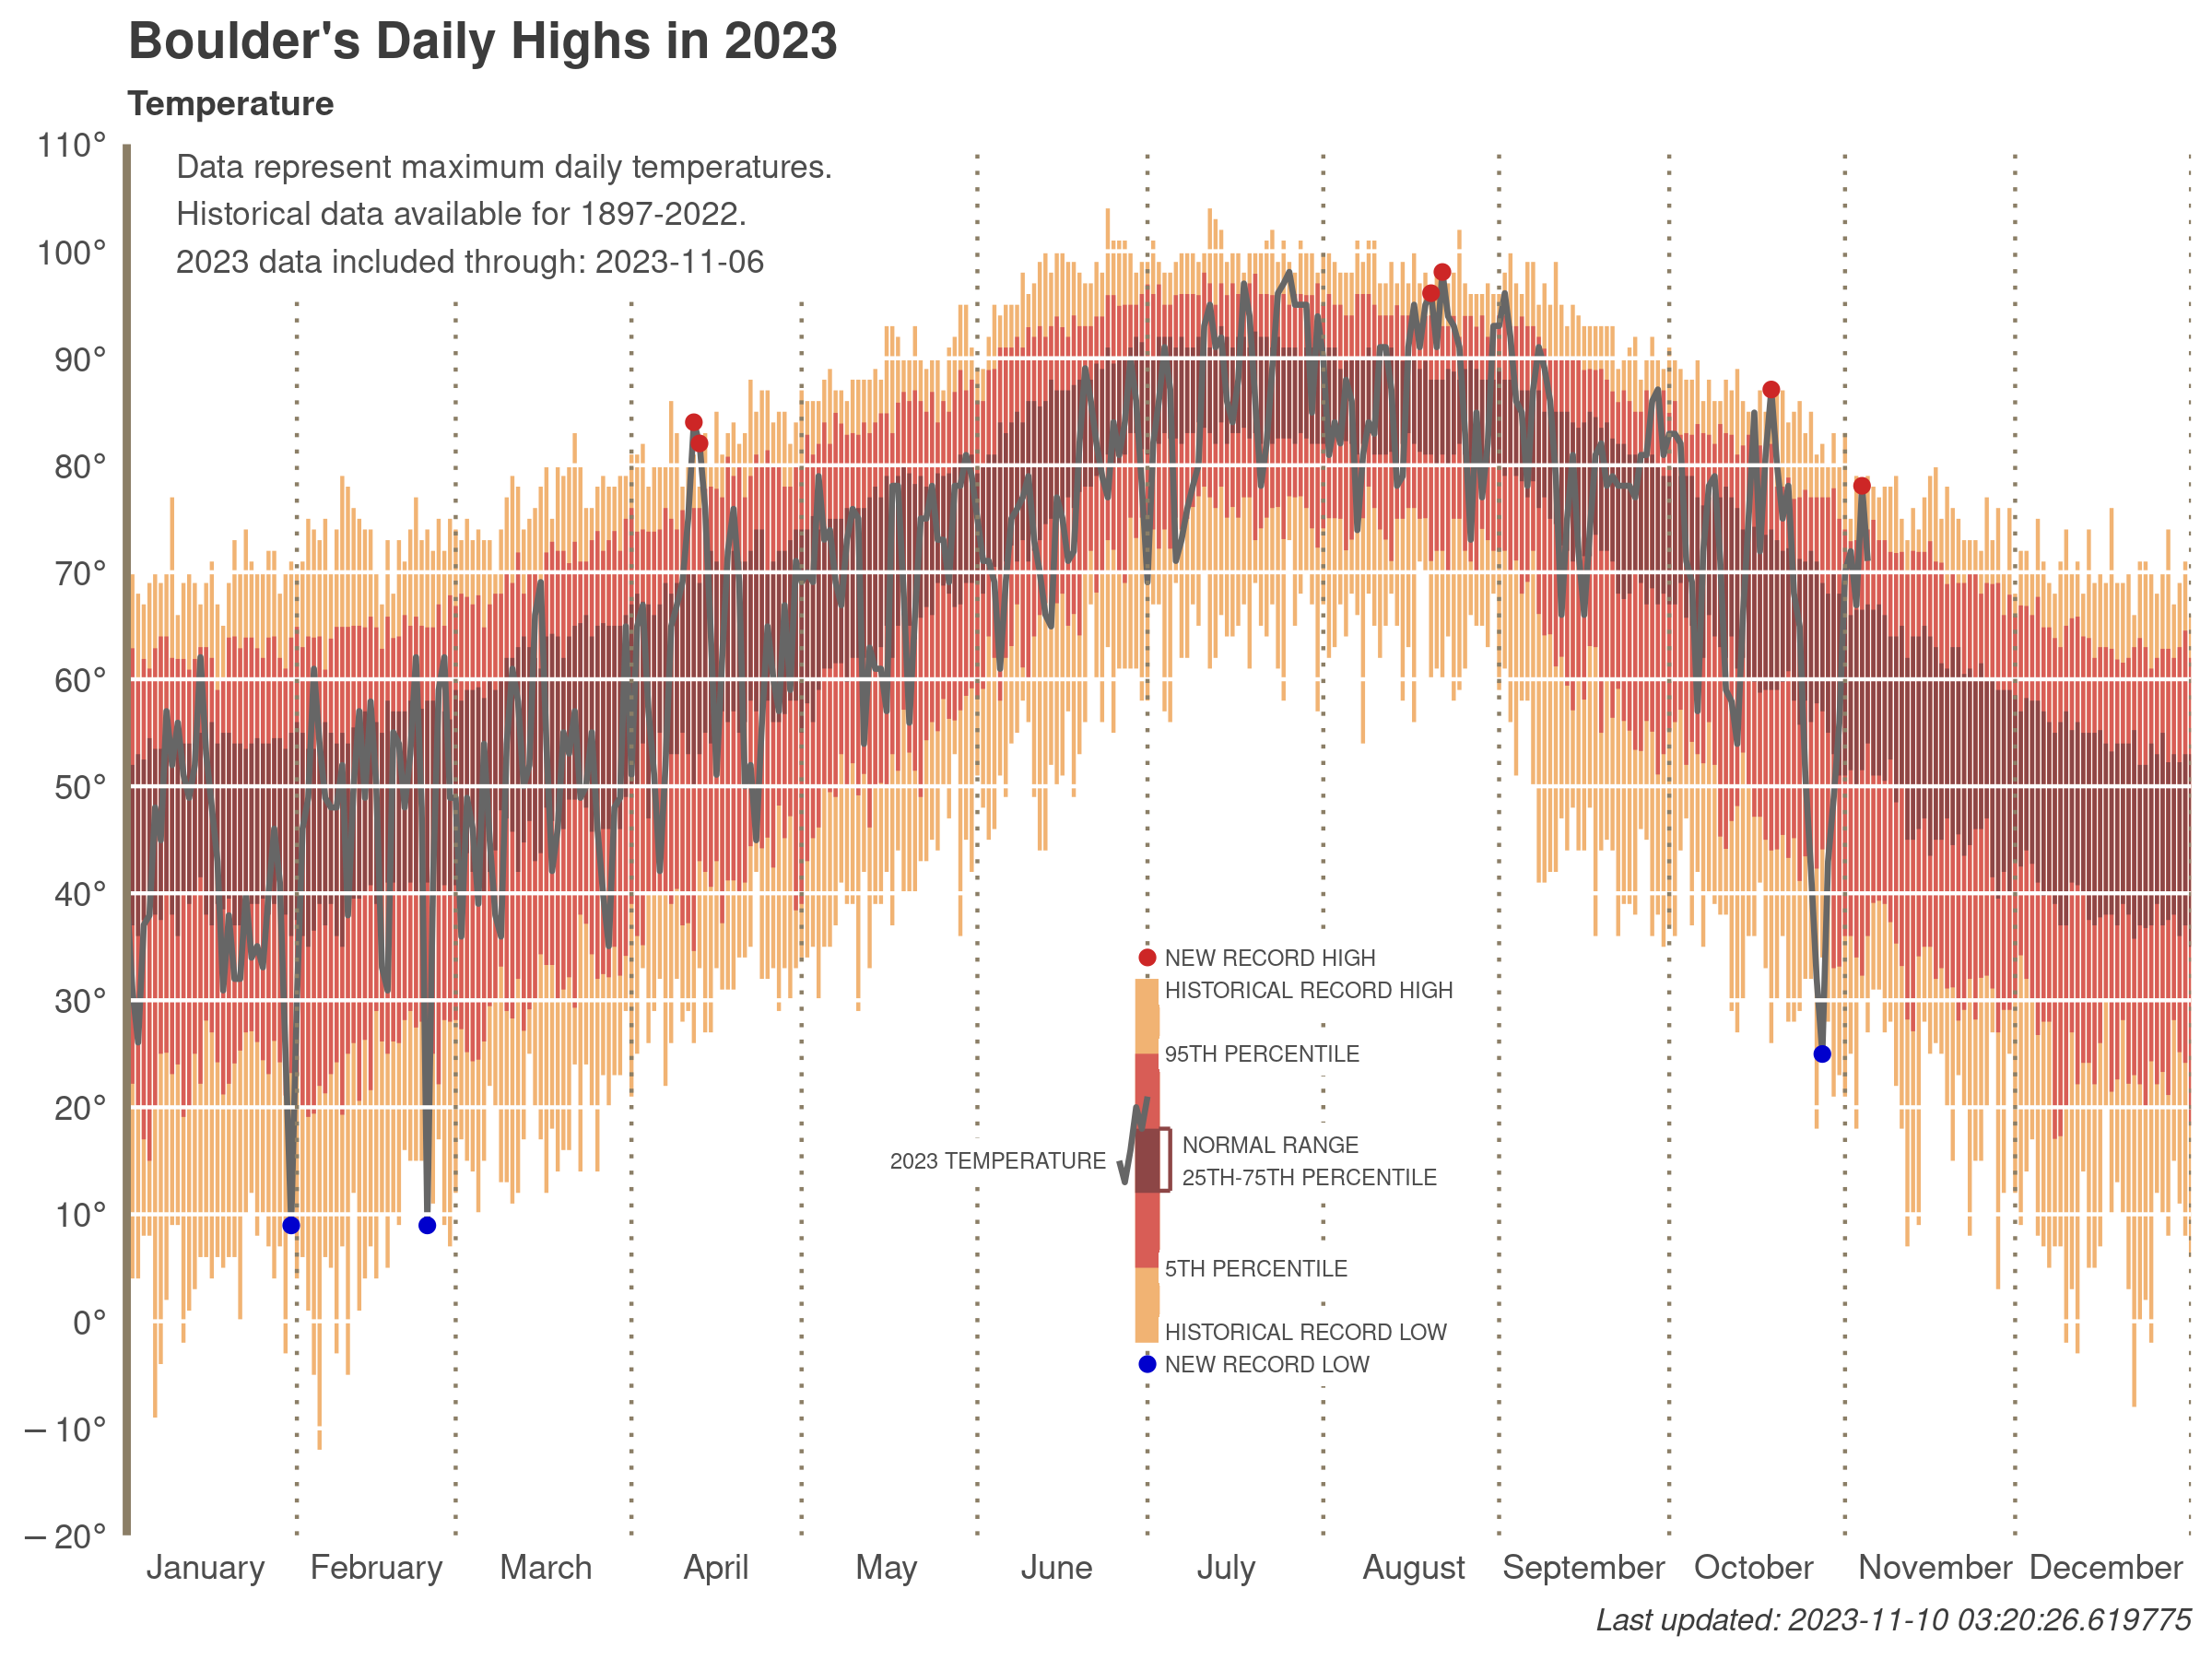 Boulder's Daily Highs in 2023
Temperature
110°
100°
90°
80°
70°
60°
50°
40°
30°
20°
10°
0°
−10°
−20°
Data represent maximum daily temperatures.
Historical data available for 1897-2022.
2023 data included through: 2023-11-06
NEW RECORD HIGH
HISTORICAL RECORD HIGH
95TH PERCENTILE
2023 TEMPERATURE
NORMAL RANGE
25TH-75TH PERCENTILE
5TH PERCENTILE
HISTORICAL RECORD LOW
NEW RECORD LOW
January February March April May June July August September October November December
Last updated: 2023-11-10 03:20:26.619775